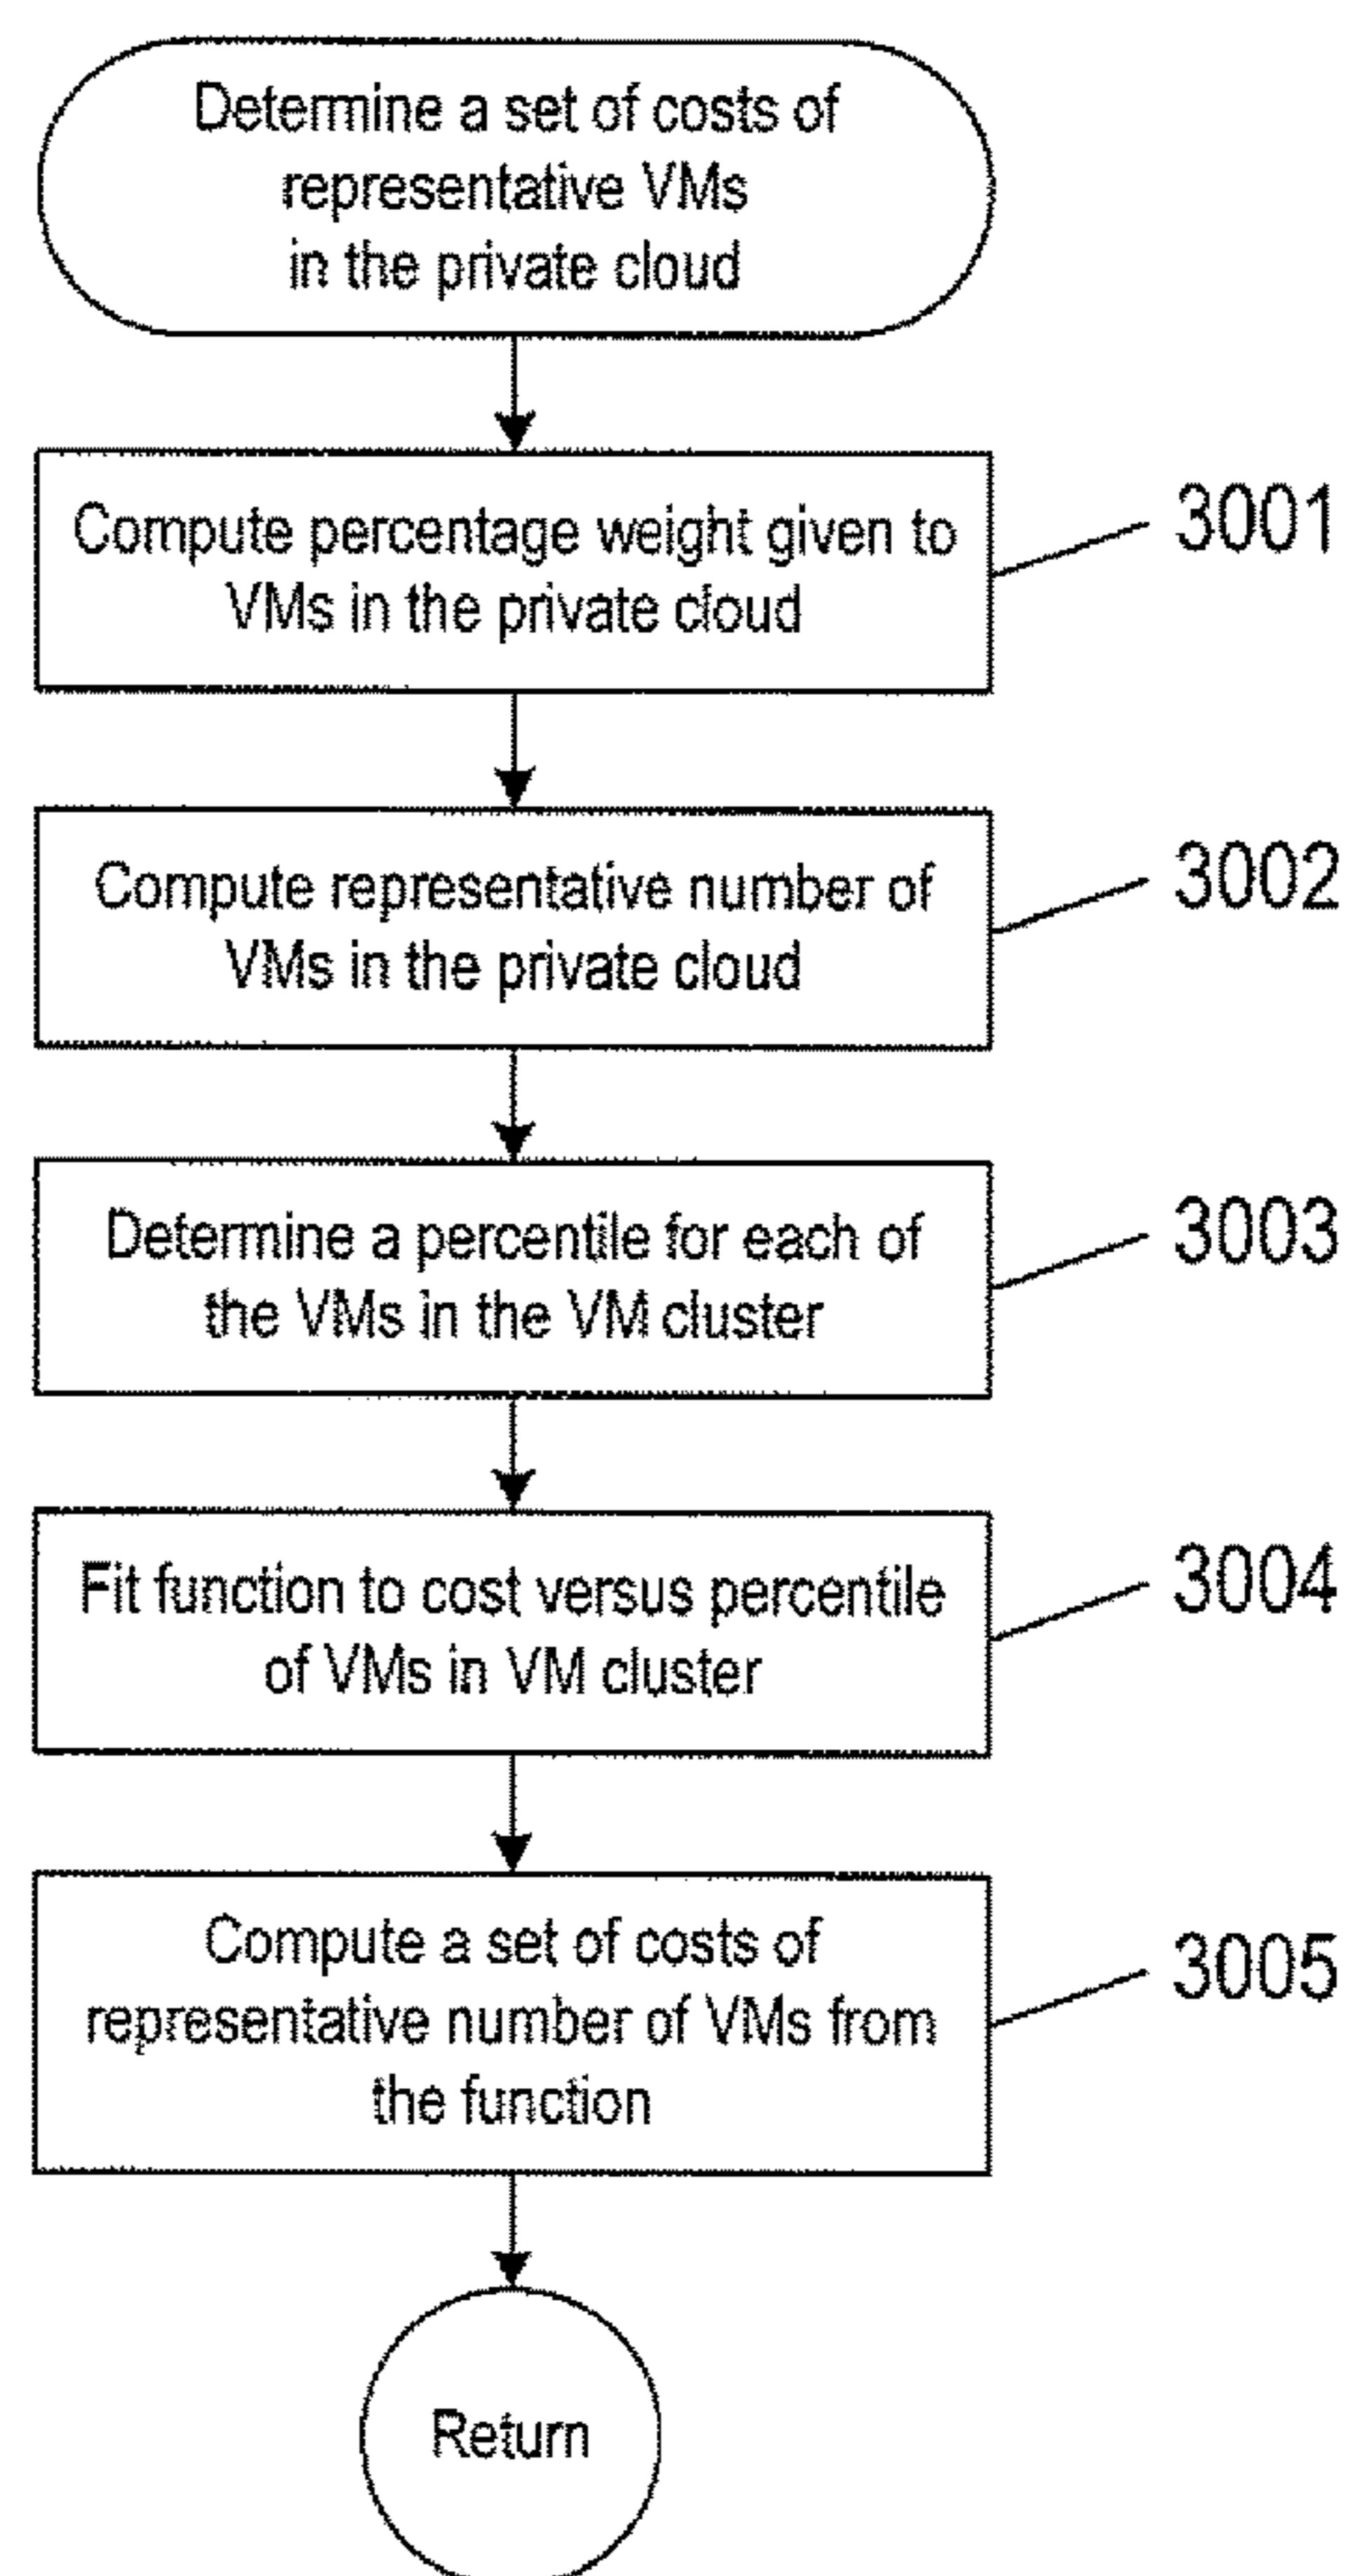 Determine a set of costs of
representative VMs
in the private cloud
Compute percentage weight given to
VMs in the private cloud
3001
Compute representative number of
VMs in the private cloud
3002
Determine a percentile for each of
the VMs in the VM cluster
3003
Fit function to cost versus percentile
of VMs in VM cluster
3004
Compute a set of costs of
representative number of VMs from
the function
3005
Return